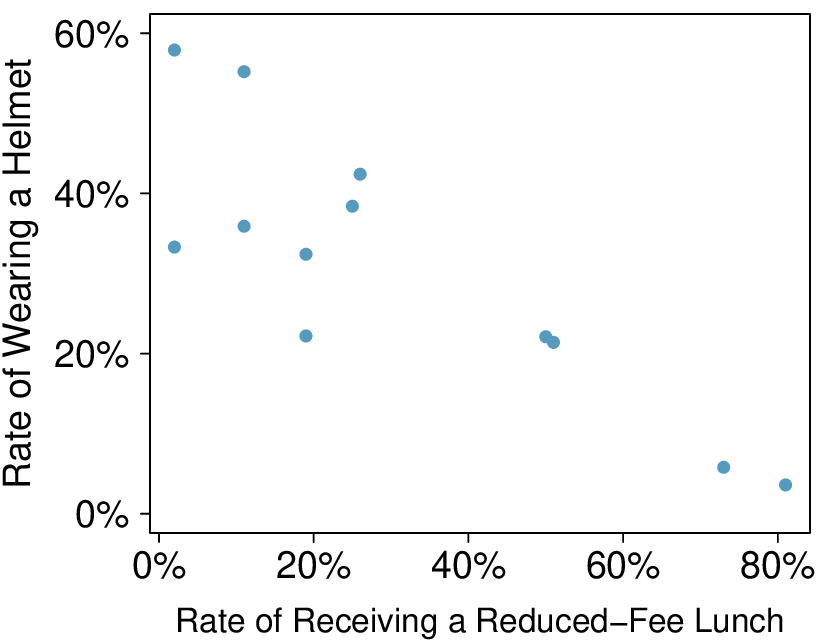 60%
40%
20%
0%
Rate of Wearing a Helmet
0% 20% 40% 60% 80%
Rate of Receiving a Reduced−Fee Lunch